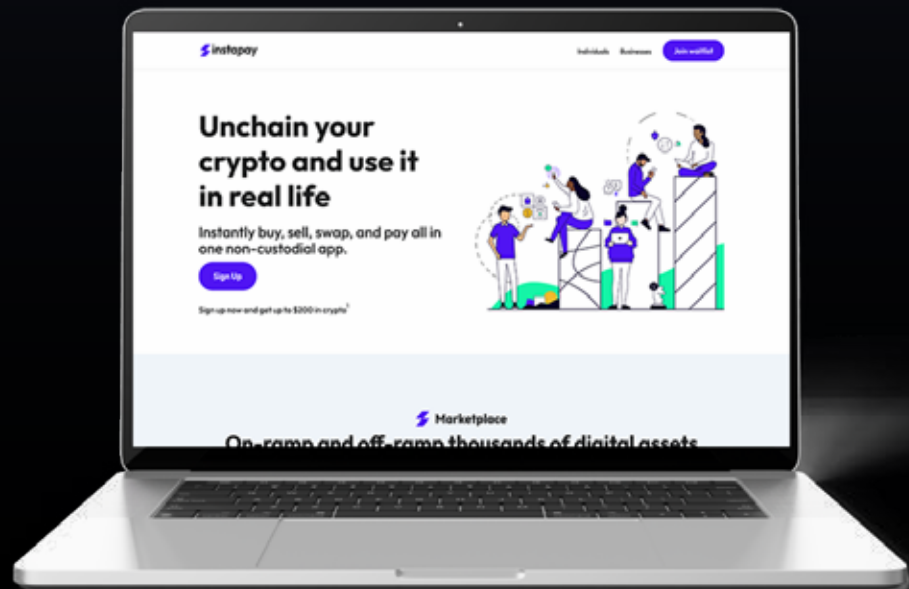 instapay
Individuals Businesses Join waitlist
Unchain your
crypto and use it
in real life
Instantly buy, sell, swap, and pay all in
one non-custodial app.
Sign Up
Sign up now and get up to $200 in crypto
Marketplace
On-ramp and off-ramp thousands of digital assets